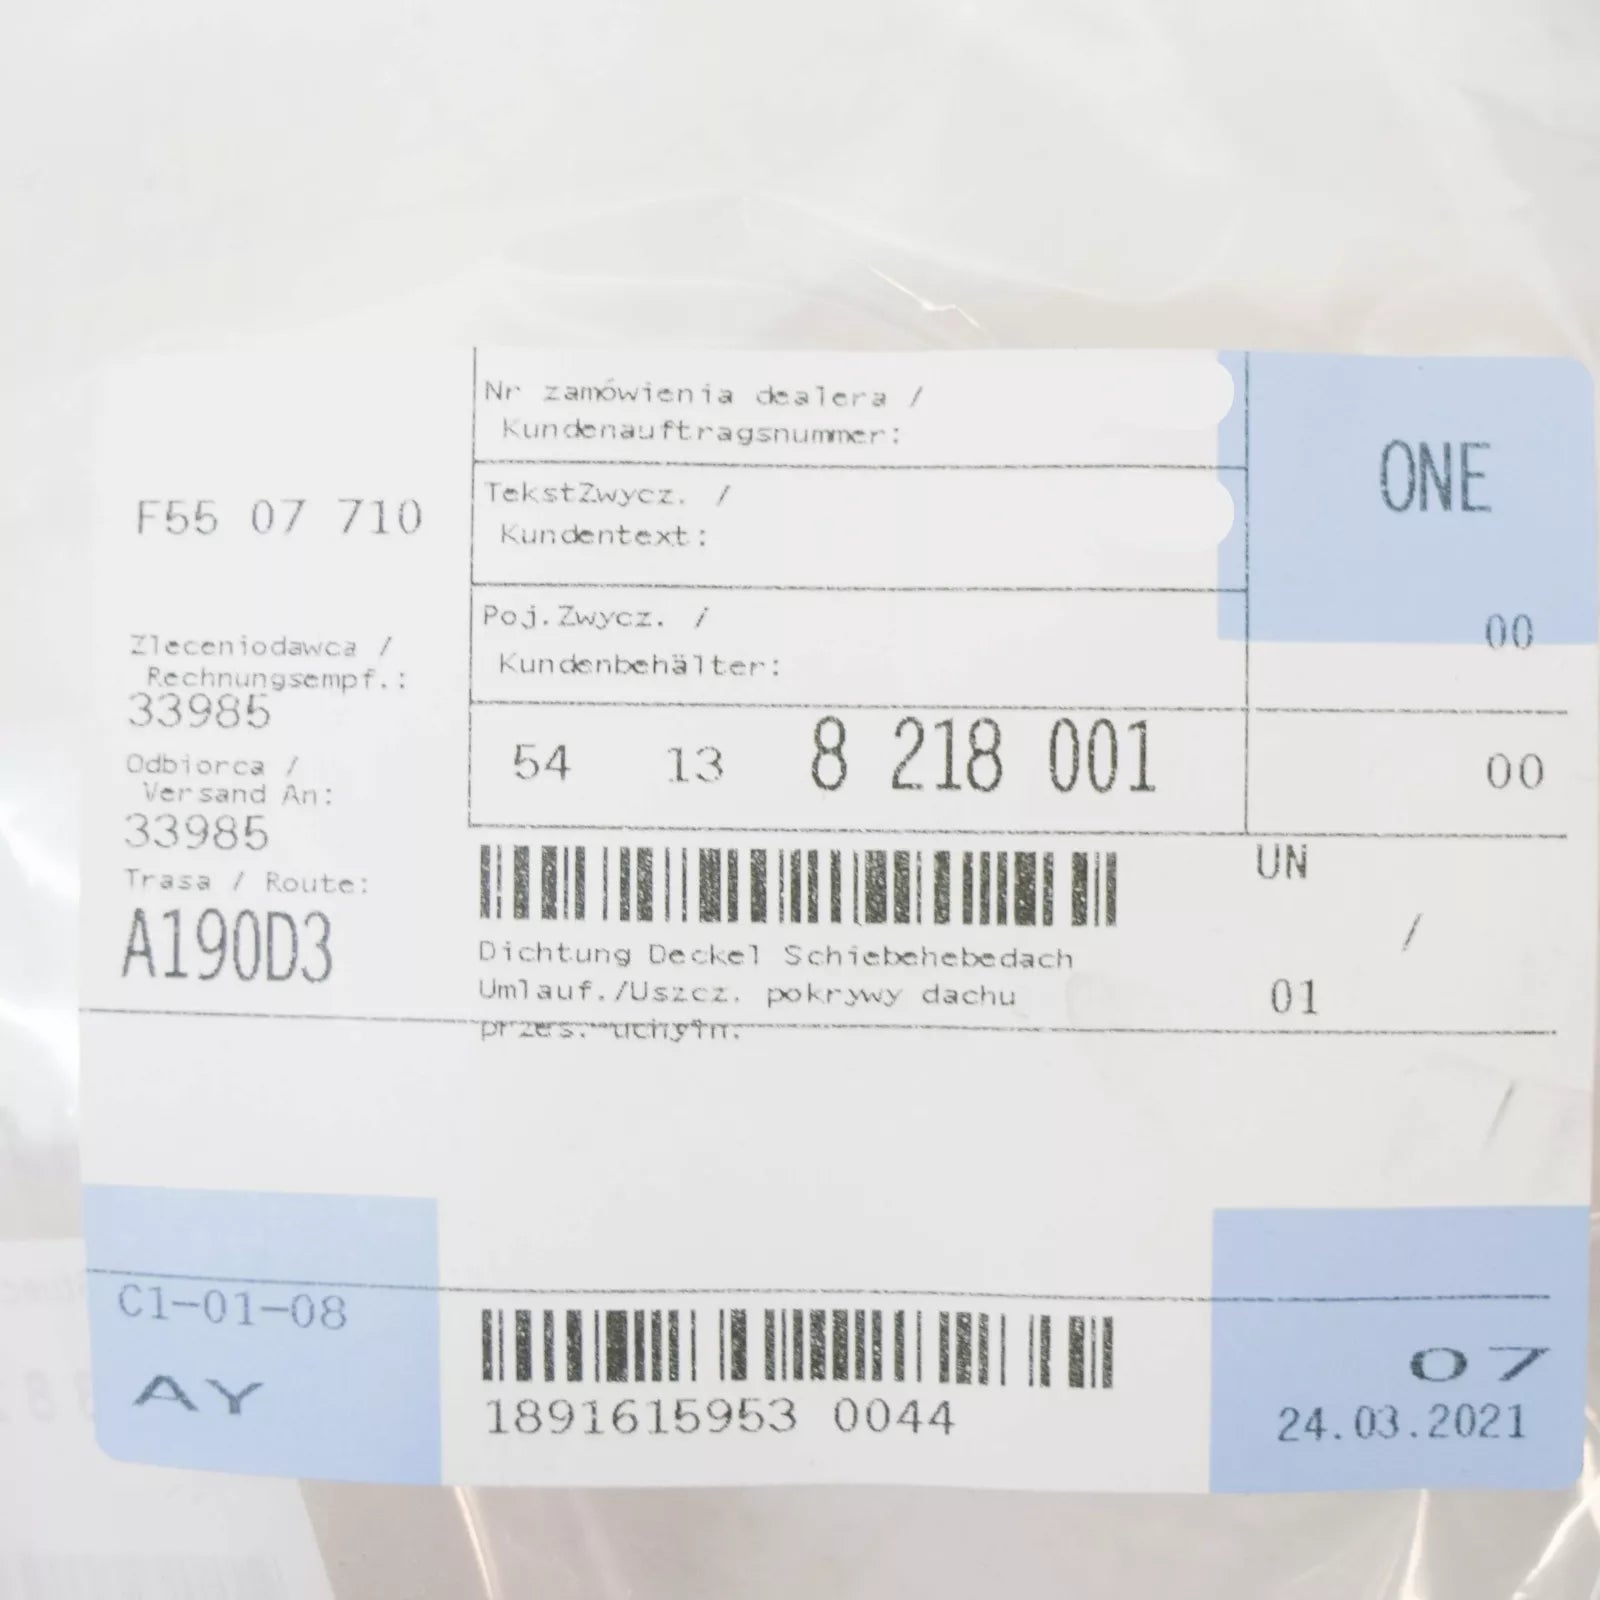 Nr zamówienia dealera /
Kundenauftragsnummer:
ONE
F55 07 710
TekstZwycz. /
Kundentext:
00
Zleceniodawca /
Rechnungsempf.:
33985
Poj.Zwycz. /
Kundenbehälter:
Odbiorca /
Versand An:
33985
54 13 8 218 001
00
Trasa / Route:
A190D3
UN
/
Dichtung Deckel Schiebehebedach
Umlauf./Uszcz. pokrywy dachu
przes.-uchyln.
01
/
C1-01-08
AY
1891615953 0044
07
24.03.2021